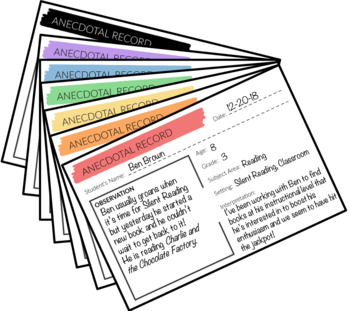 ANECDOTAL RECORD
ANECDOTAL RECORD
ANECDOTAL RECORD
ANECDOTAL RECORD
ANECDOTAL RECORD
ANECDOTAL RECORD
ANECDOTAL RECORD
Date: 12-20-18
Student's Name: Ben Brown
Age: 8
Grade: 3
Subject Area: Reading
Setting: Silent Reading, Classroom
OBSERVATION
Ben usually groans when
it's time for Silent Reading
but yesterday he started a
new book and he couldn't
wait to get back to it!
He is reading Charlie and
the Chocolate Factory.
Interpretation:
I've been working with Ben to find
books at his instructional level that
he's interested in to boost his
enthusiasm and we seem to have hit
the jackpot!